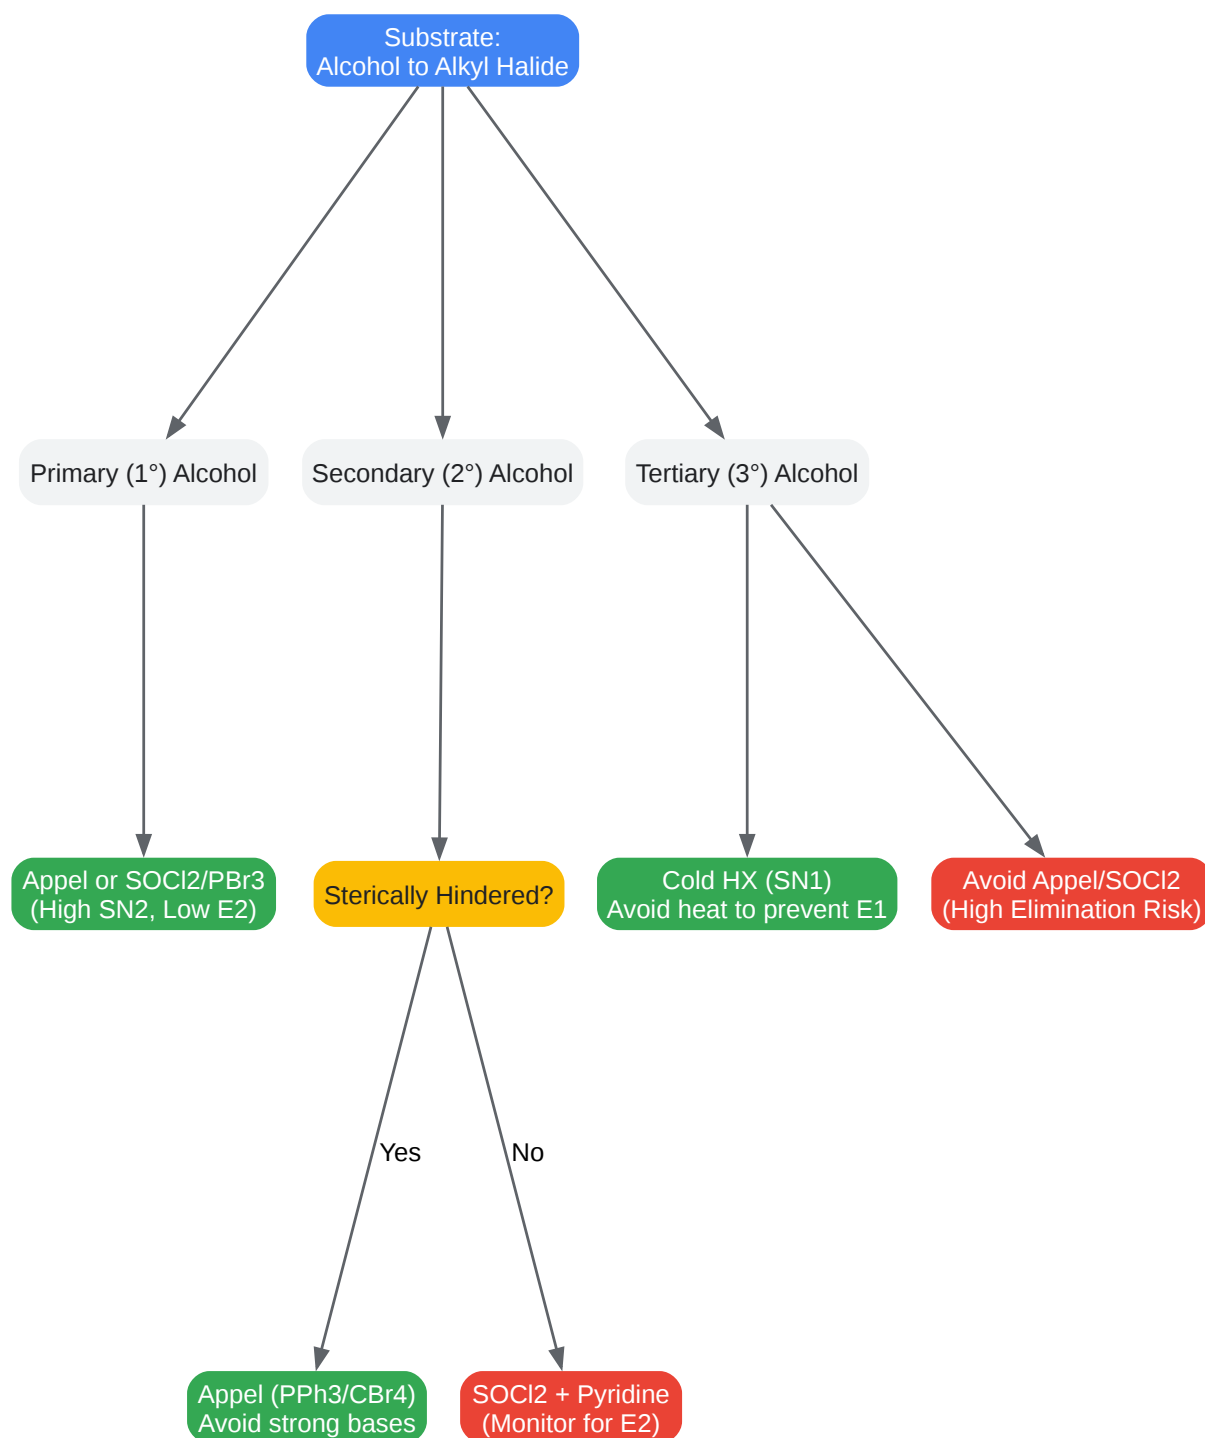 Substrate:
Alcohol to Alkyl Halide
Primary (1°) Alcohol
Secondary (2°) Alcohol
Tertiary (3°) Alcohol
Appel or SOCl2/PBr3
(High SN2, Low E2)
Sterically Hindered?
Cold HX (SN1)
Avoid heat to prevent E1
Avoid Appel/SOCl2
(High Elimination Risk)
Yes
No
Appel (PPh3/CBr4)
Avoid strong bases
SOCl2 + Pyridine
(Monitor for E2)